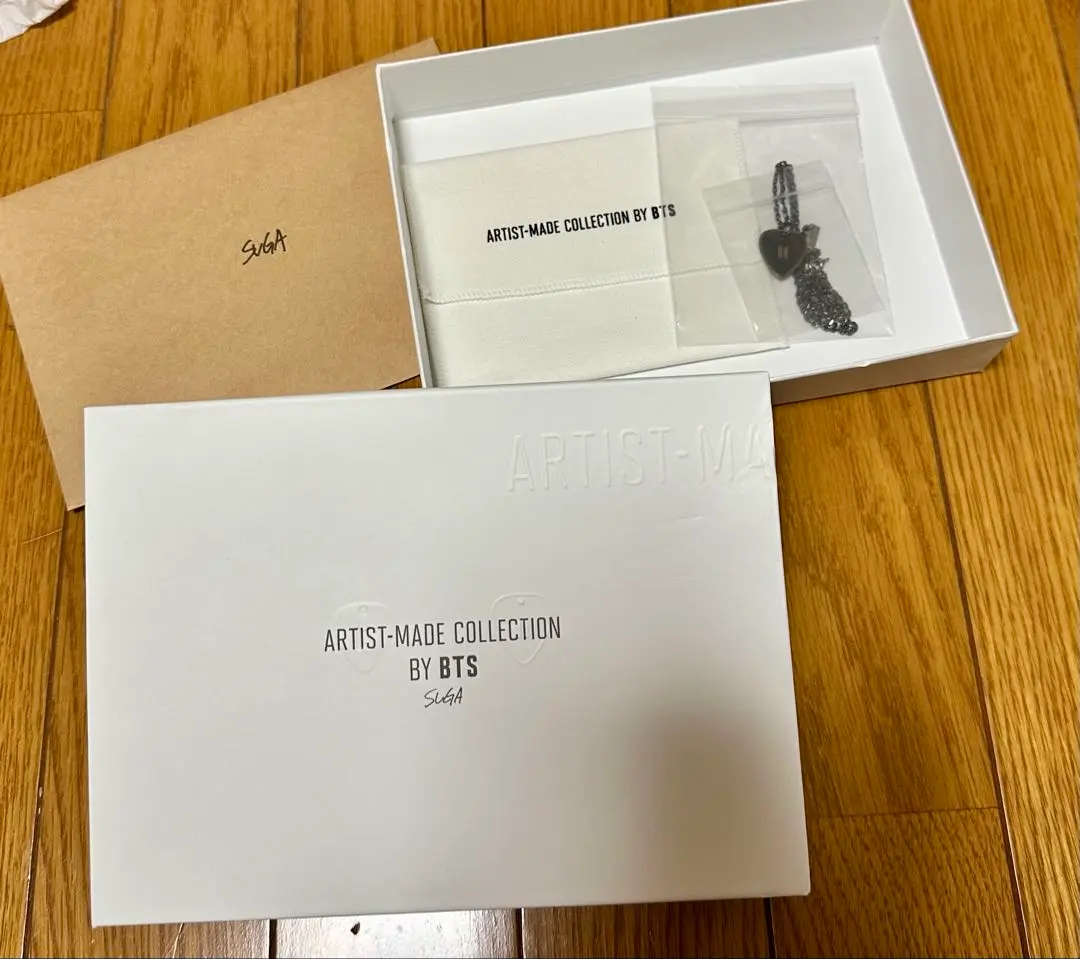 SUGA
ARTIST-MADE COLLECTION BY BTS
ARTIST-MA
ARTIST-MADE COLLECTION
BY BTS
SUGA